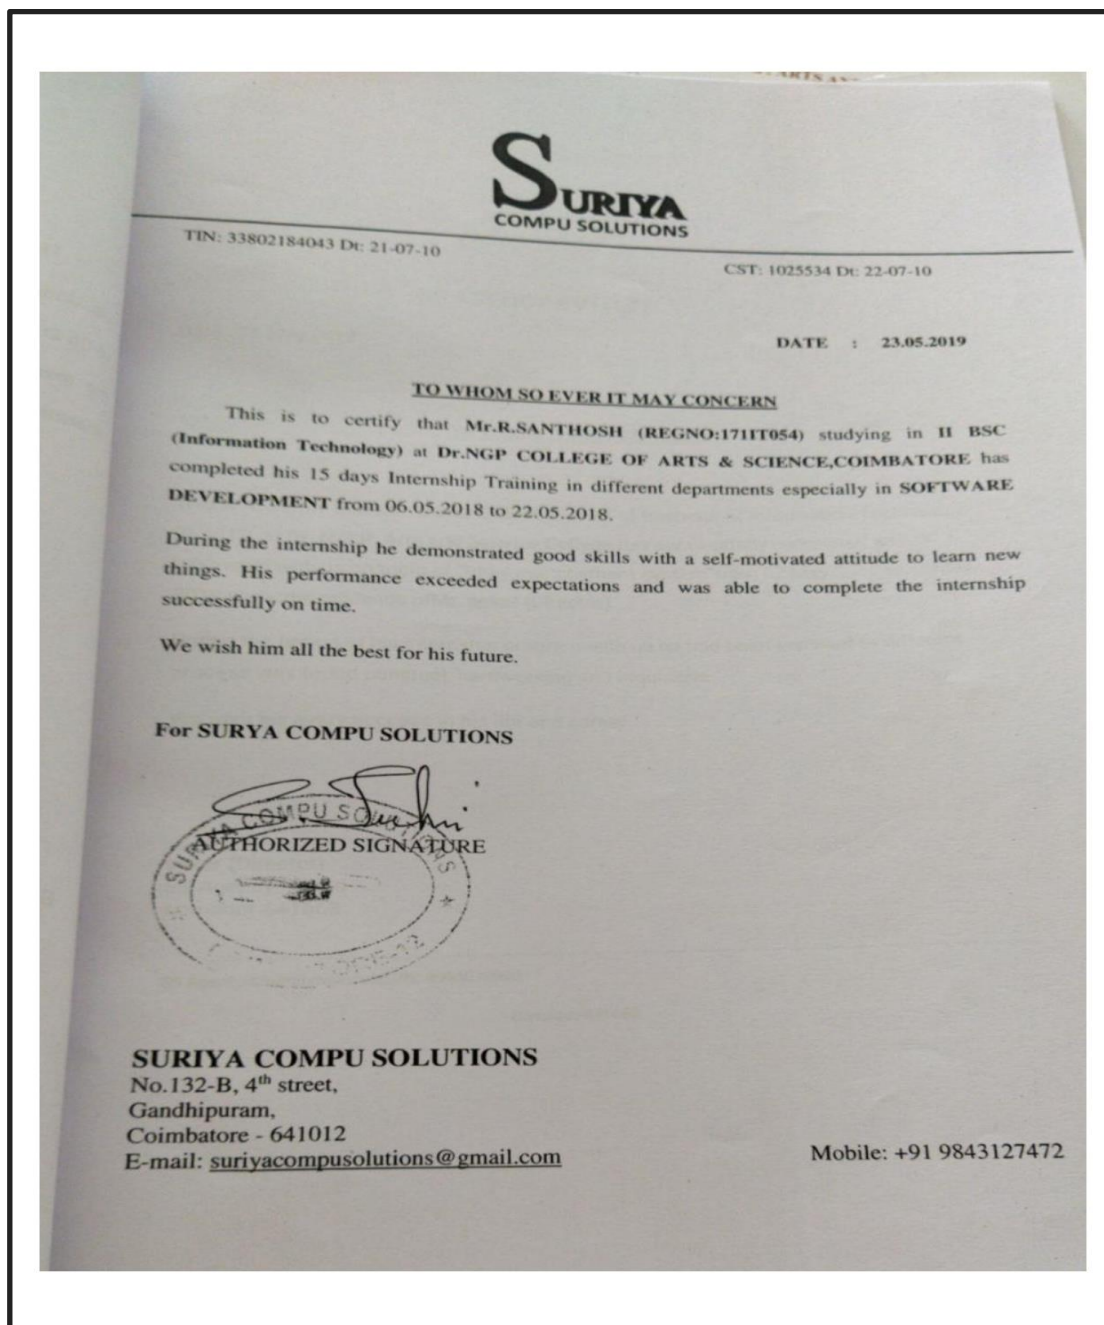 SURIYA
COMPU SOLUTIONS
TIN: 33802184043 Dt: 21-07-10
CST: 1025534 Dt: 22-07-10
DATE : 23.05.2019
TO WHOM SO EVER IT MAY CONCERN
This is to certify that Mr.R.SANTHOSH (REGNO:171IT054) studying in II BSC
(Information Technology) at Dr.NGP COLLEGE OF ARTS & SCIENCE,COIMBATORE has
completed his 15 days Internship Training in different departments especially in SOFTWARE
DEVELOPMENT from 06.05.2018 to 22.05.2018.
During the internship he demonstrated good skills with a self-motivated attitude to learn new
things. His performance exceeded expectations and was able to complete the internship
successfully on time.
We wish him all the best for his future.
For SURYA COMPU SOLUTIONS
SURIYA COMPU SOLUTIONS
AUTHORIZED SIGNATURE
SURIYA COMPU SOLUTIONS
No.132-B, 4th street,
Gandhipuram,
Coimbatore - 641012
E-mail: suriyacompusolutions@gmail.com
Mobile: +91 9843127472